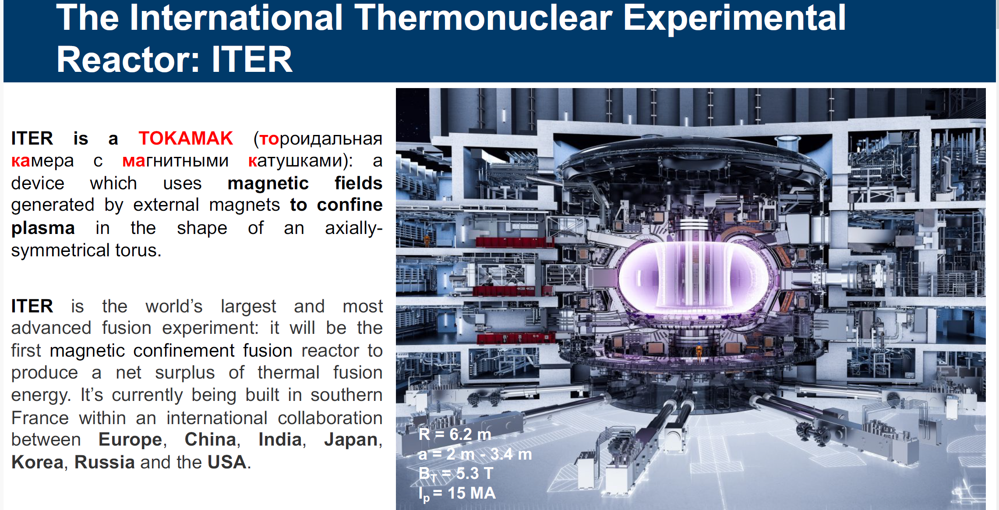 The International Thermonuclear Experimental
Reactor: ITER
ITER is a TOKAMAK (тороидальная
камера с магнитными катушками): a
device which uses magnetic fields
generated by external magnets to confine
plasma in the shape of an axially-
symmetrical torus.
ITER is the world’s largest and most
advanced fusion experiment: it will be the
first magnetic confinement fusion reactor to
produce a net surplus of thermal fusion
energy. It’s currently being built in southern
France within an international collaboration
between Europe, China, India, Japan,
Korea, Russia and the USA.
R = 6.2 m
a = 2 m - 3.4 m
B_T = 5.3 T
I_p = 15 MA